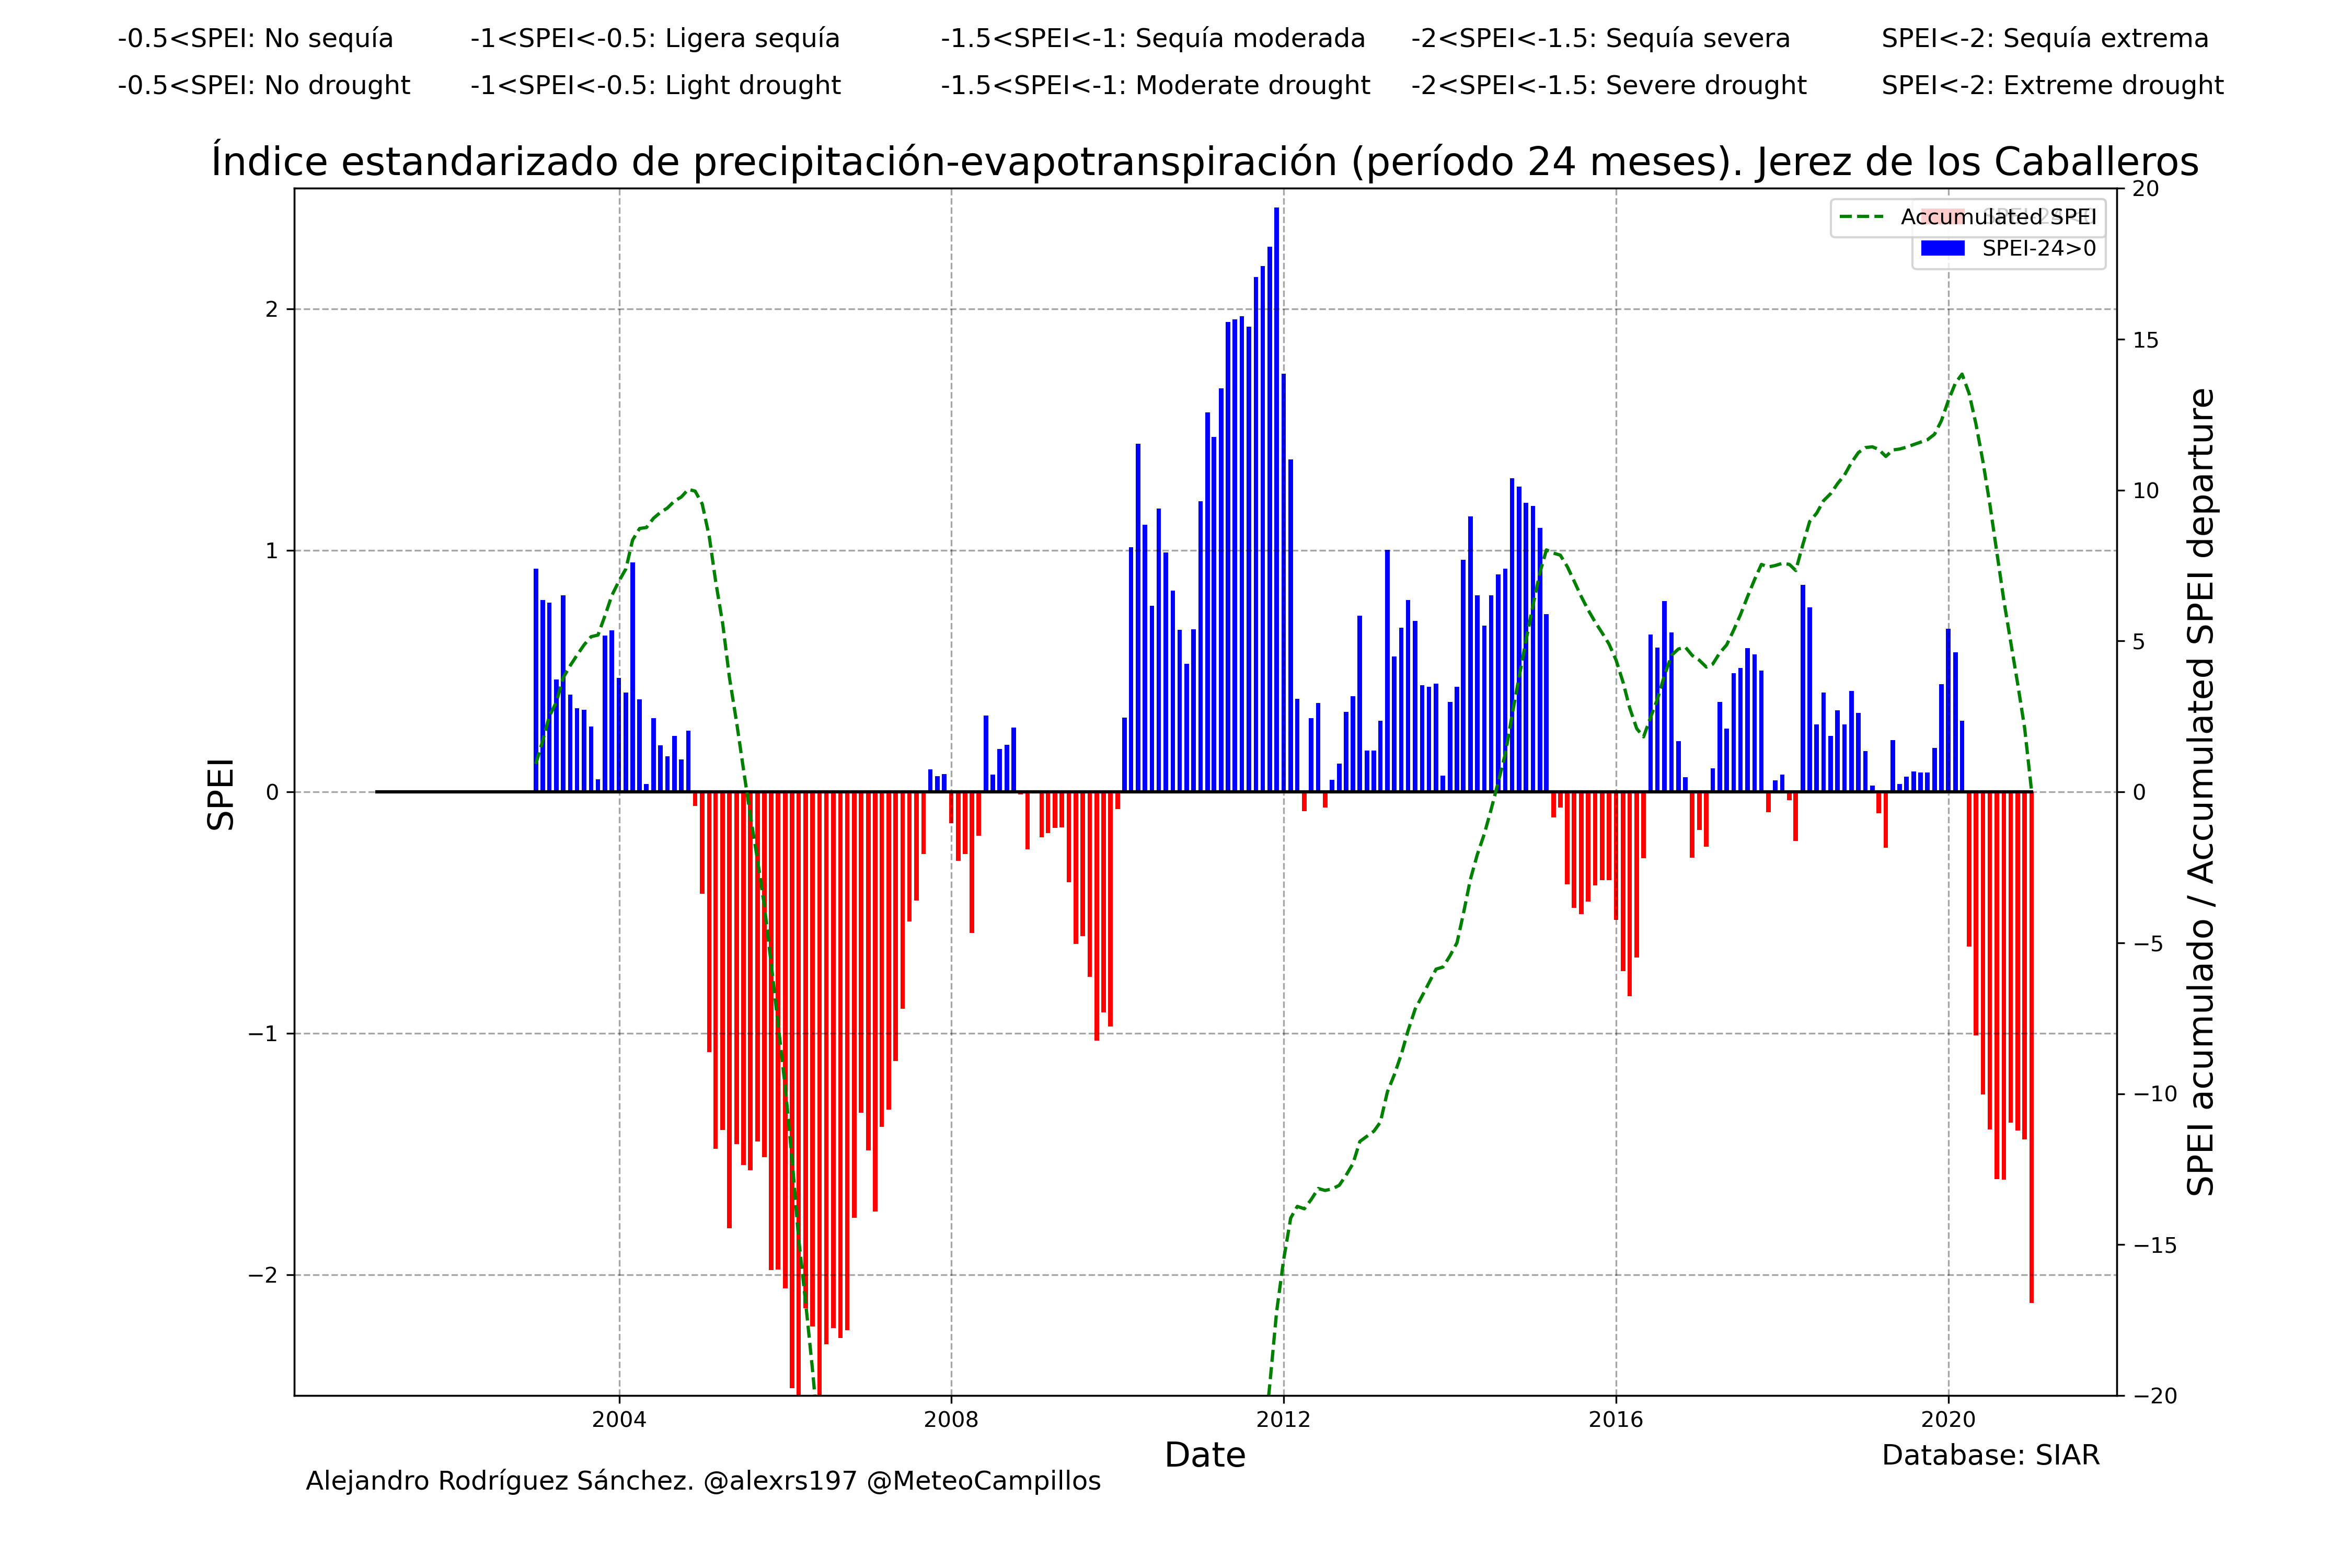 -0.5<SPEI: No sequía -1<SPEI<-0.5: Ligera sequía -1.5<SPEI<-1: Sequía moderada -2<SPEI<-1.5: Sequía severa SPEI<-2: Sequía extrema
-0.5<SPEI: No drought -1<SPEI<-0.5: Light drought -1.5<SPEI<-1: Moderate drought -2<SPEI<-1.5: Severe drought SPEI<-2: Extreme drought
Índice estandarizado de precipitación-evapotranspiración (período 24 meses). Jerez de los Caballeros
Accumulated SPEI
SPEI-24>0
2
1
0
−1
−2
SPEI
20
15
10
5
0
−5
−10
−15
−20
SPEI acumulado / Accumulated SPEI departure
2004 2008 2012 2016 2020
Date
Database: SIAR
Alejandro Rodríguez Sánchez. @alexrs197 @MeteoCampillos